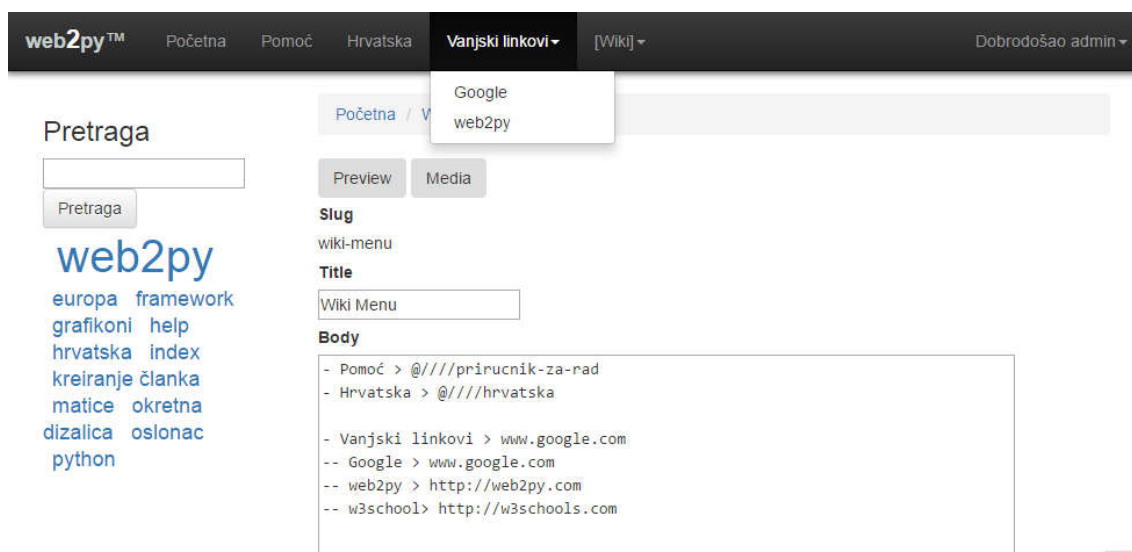 web2py™ Početna Pomoć Hrvatska Vanjski linkovi [Wiki] Dobrodošao admin
Google
web2py
Početna / W
Pretraga
Pretraga
web2py
europa framework
grafikoni help
hrvatska index
kreiranje članka
matice okretna
dizalica oslonac
python
Preview Media
Slug
wiki-menu
Title
Wiki Menu
Body
- Pomoć > @////prirucnik-za-rad
- Hrvatska > @////hrvatska
- Vanjski linkovi > www.google.com
-- Google > www.google.com
-- web2py > http://web2py.com
-- w3school> http://w3schools.com